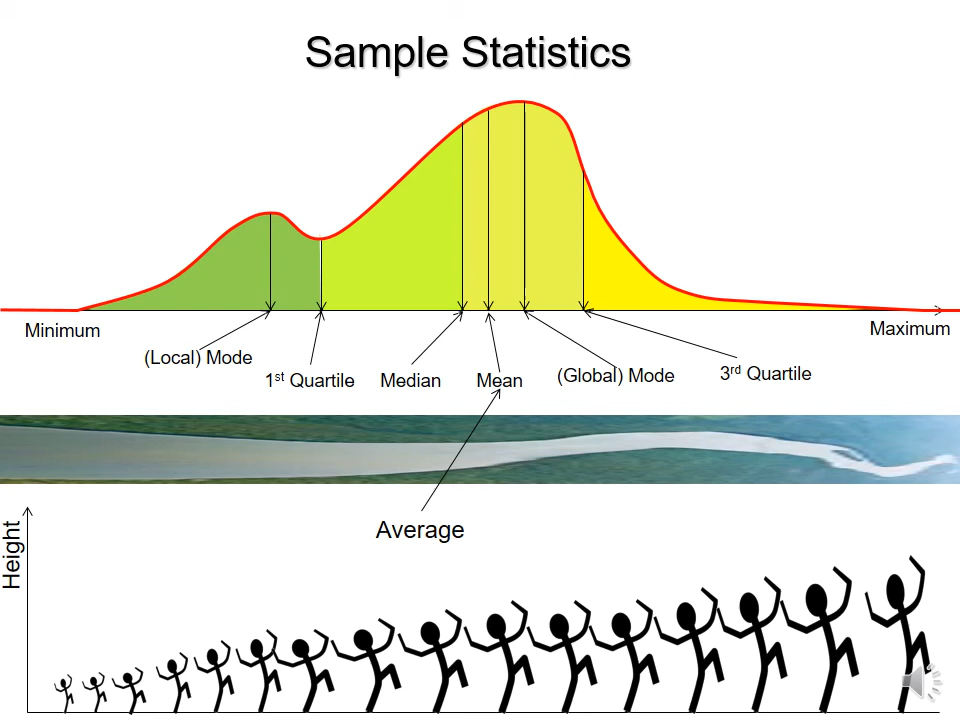 Sample Statistics
Minimum
Maximum
(Local) Mode
1st Quartile
Median
Mean
(Global) Mode
3rd Quartile
Average
Height